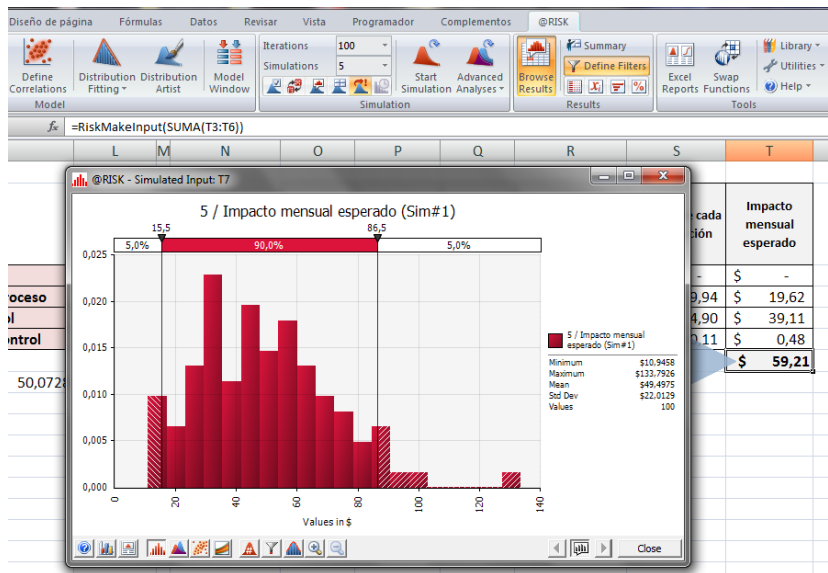 Diseño de página Fórmulas Datos Revisar Vista Programador Complementos @RISK
Define Correlations
Distribution Fitting
Distribution Artist
Model Window
Model
Iterations 100
Simulations 5
Start Simulation
Advanced Analyses
Simulation
Browse Results
Summary
Define Filters
Results
Excel Reports
Swap Functions
Library
Utilities
Help
Tools
fx =RiskMakeInput(SUMA(T3:T6))
L M N O P Q R S T
@RISK - Simulated Input: T7
5 / Impacto mensual esperado (Sim#1)
15,5 86,5
5,0% 90,0% 5,0%
0,025
0,020
0,015
0,010
0,005
0,000
0 20 40 60 80 100 120 140
Values in $
5 / Impacto mensual
esperado (Sim#1)
Minimum $10.9458
Maximum $133.7926
Mean $49.4975
Std Dev $22.0129
Values 100
Close
cada
Impacto
mensual
esperado
- $ -
oceso 9,94 $ 19,62
ol 4,90 $ 39,11
ontrol 0,11 $ 0,48
$ 59,21
50,0728